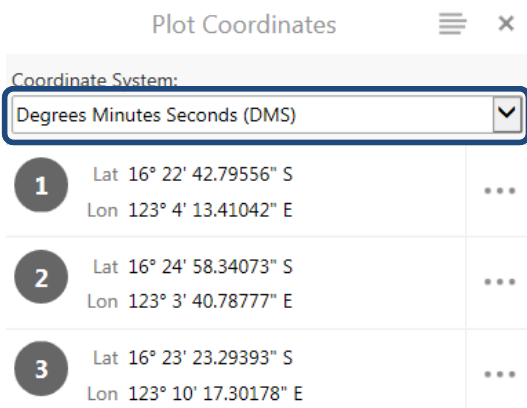 Plot Coordinates
Coordinate System:
Degrees Minutes Seconds (DMS)
1
Lat 16° 22' 42.79556" S
Lon 123° 4' 13.41042" E
2
Lat 16° 24' 58.34073" S
Lon 123° 3' 40.78777" E
3
Lat 16° 23' 23.29393" S
Lon 123° 10' 17.30178" E